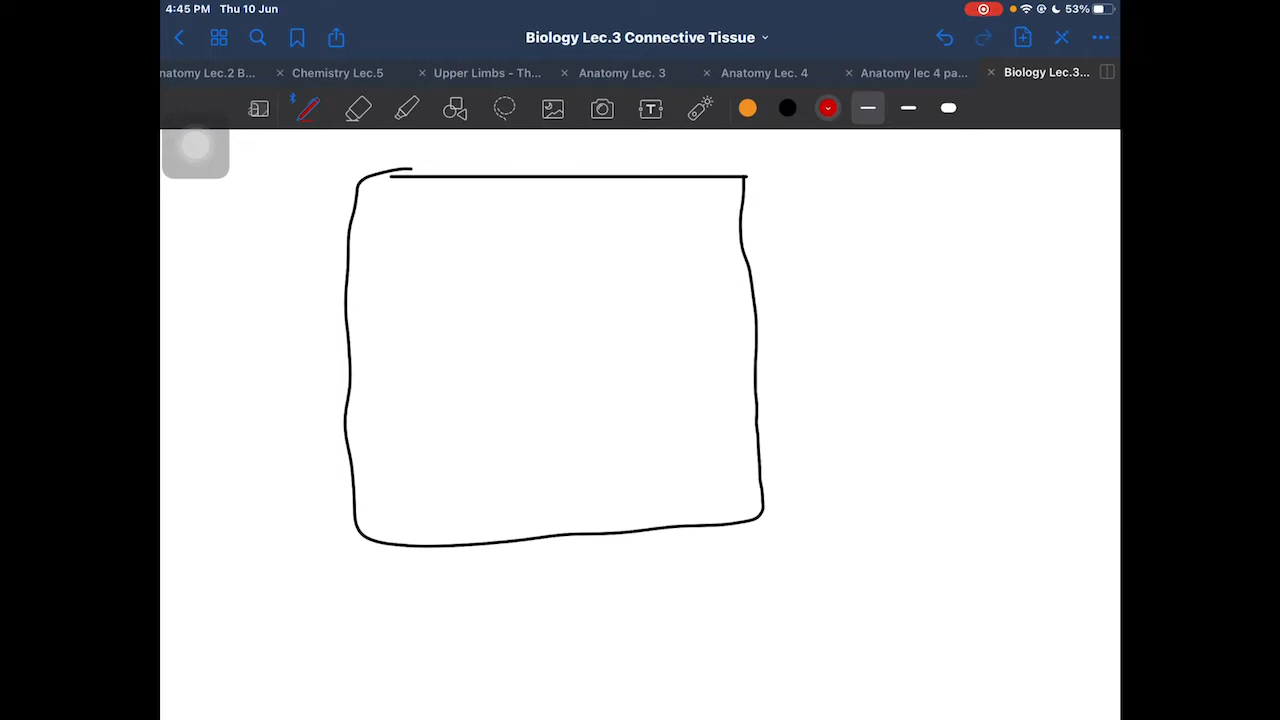 4:45 PM Thu 10 Jun
53%
Biology Lec.3 Connective Tissue
natomy Lec.2 B...
Chemistry Lec.5
Upper Limbs - Th...
Anatomy Lec. 3
Anatomy Lec. 4
Anatomy lec 4 pa...
Biology Lec.3...
T